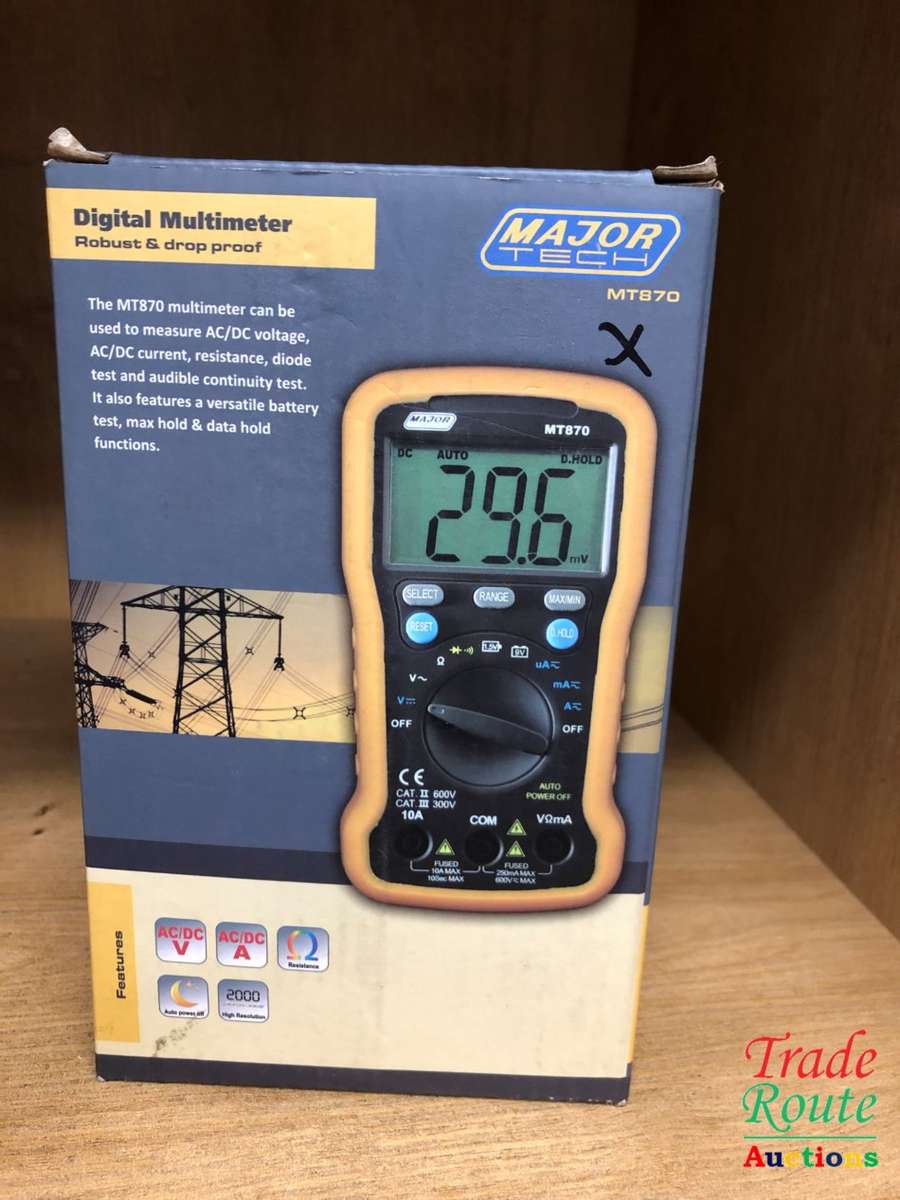 Digital Multimeter
Robust & drop proof
MAJOR
TECH
MT870
X
The MT870 multimeter can be
used to measure AC/DC voltage,
AC/DC current, resistance, diode
test and audible continuity test.
It also features a versatile battery
test, max hold & data hold
functions.
MAJOR
MT870
DC AUTO D.HOLD
29.6 mV
SELECT RANGE MAX/MIN
RESET D.HOLD
Ω 1.5V 9V uA
V~ mA
V A
OFF OFF
CE
CAT. II 600V
CAT. III 300V
AUTO
POWER OFF
10A COM VΩmA
FUSED
10A MAX
10Sec MAX
FUSED
250mA MAX
600V MAX
Features
AC/DC
V
AC/DC
A
Ω
Resistance
Auto power off
2000
High Resolution
Trade
Route
Auctions